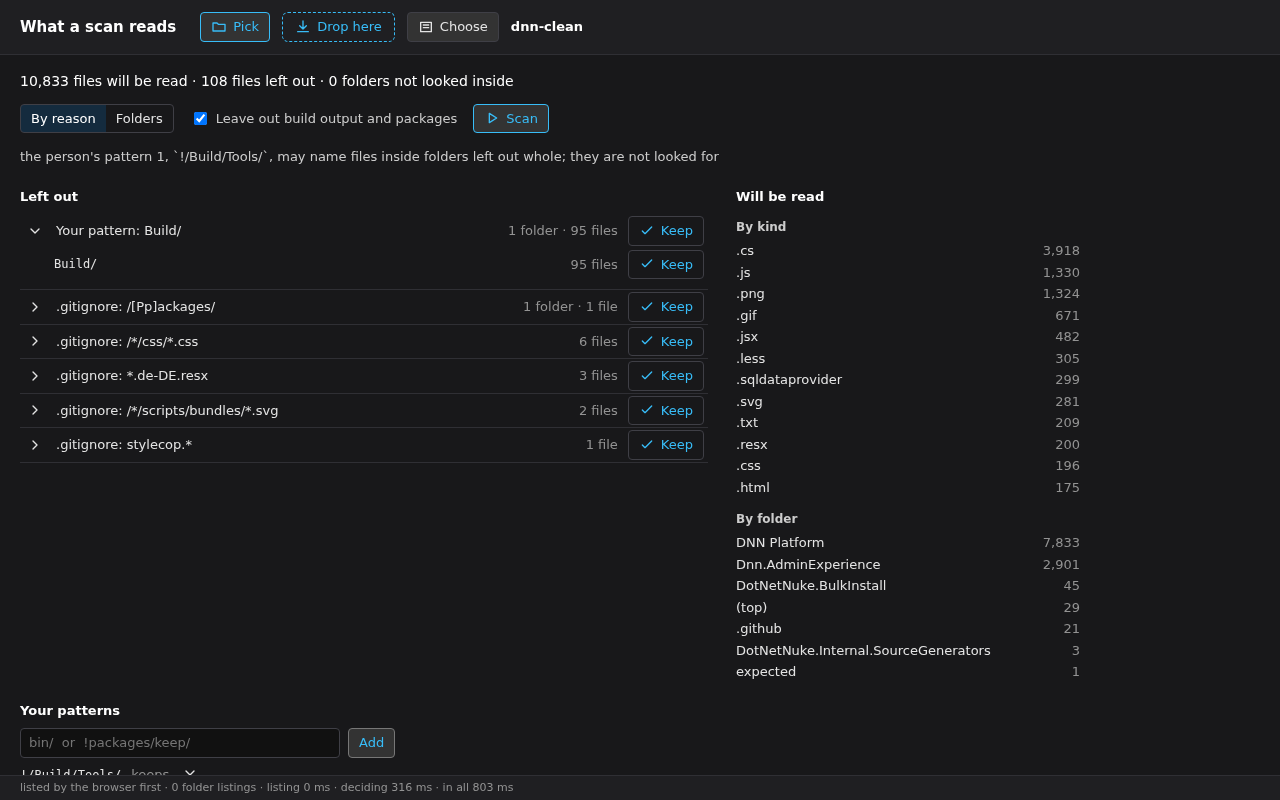 What a scan reads Pick Drop here Choose dnn-clean
10,833 files will be read · 108 files left out · 0 folders not looked inside
By reason Folders Leave out build output and packages Scan
the person's pattern 1, `!/Build/Tools/`, may name files inside folders left out whole; they are not looked for
Left out
Your pattern: Build/ 1 folder · 95 files Keep
Build/ 95 files Keep
.gitignore: /[Pp]ackages/ 1 folder · 1 file Keep
.gitignore: /*/css/*.css 6 files Keep
.gitignore: *.de-DE.resx 3 files Keep
.gitignore: /*/scripts/bundles/*.svg 2 files Keep
.gitignore: stylecop.* 1 file Keep
Will be read
By kind
.cs 3,918
.js 1,330
.png 1,324
.gif 671
.jsx 482
.less 305
.sqldataprovider 299
.svg 281
.txt 209
.resx 200
.css 196
.html 175
By folder
DNN Platform 7,833
Dnn.AdminExperience 2,901
DotNetNuke.BulkInstall 45
(top) 29
.github 21
DotNetNuke.Internal.SourceGenerators 3
expected 1
Your patterns
bin/ or !packages/keep/ Add
!/Build/Tools/ keeps
listed by the browser first · 0 folder listings · listing 0 ms · deciding 316 ms · in all 803 ms